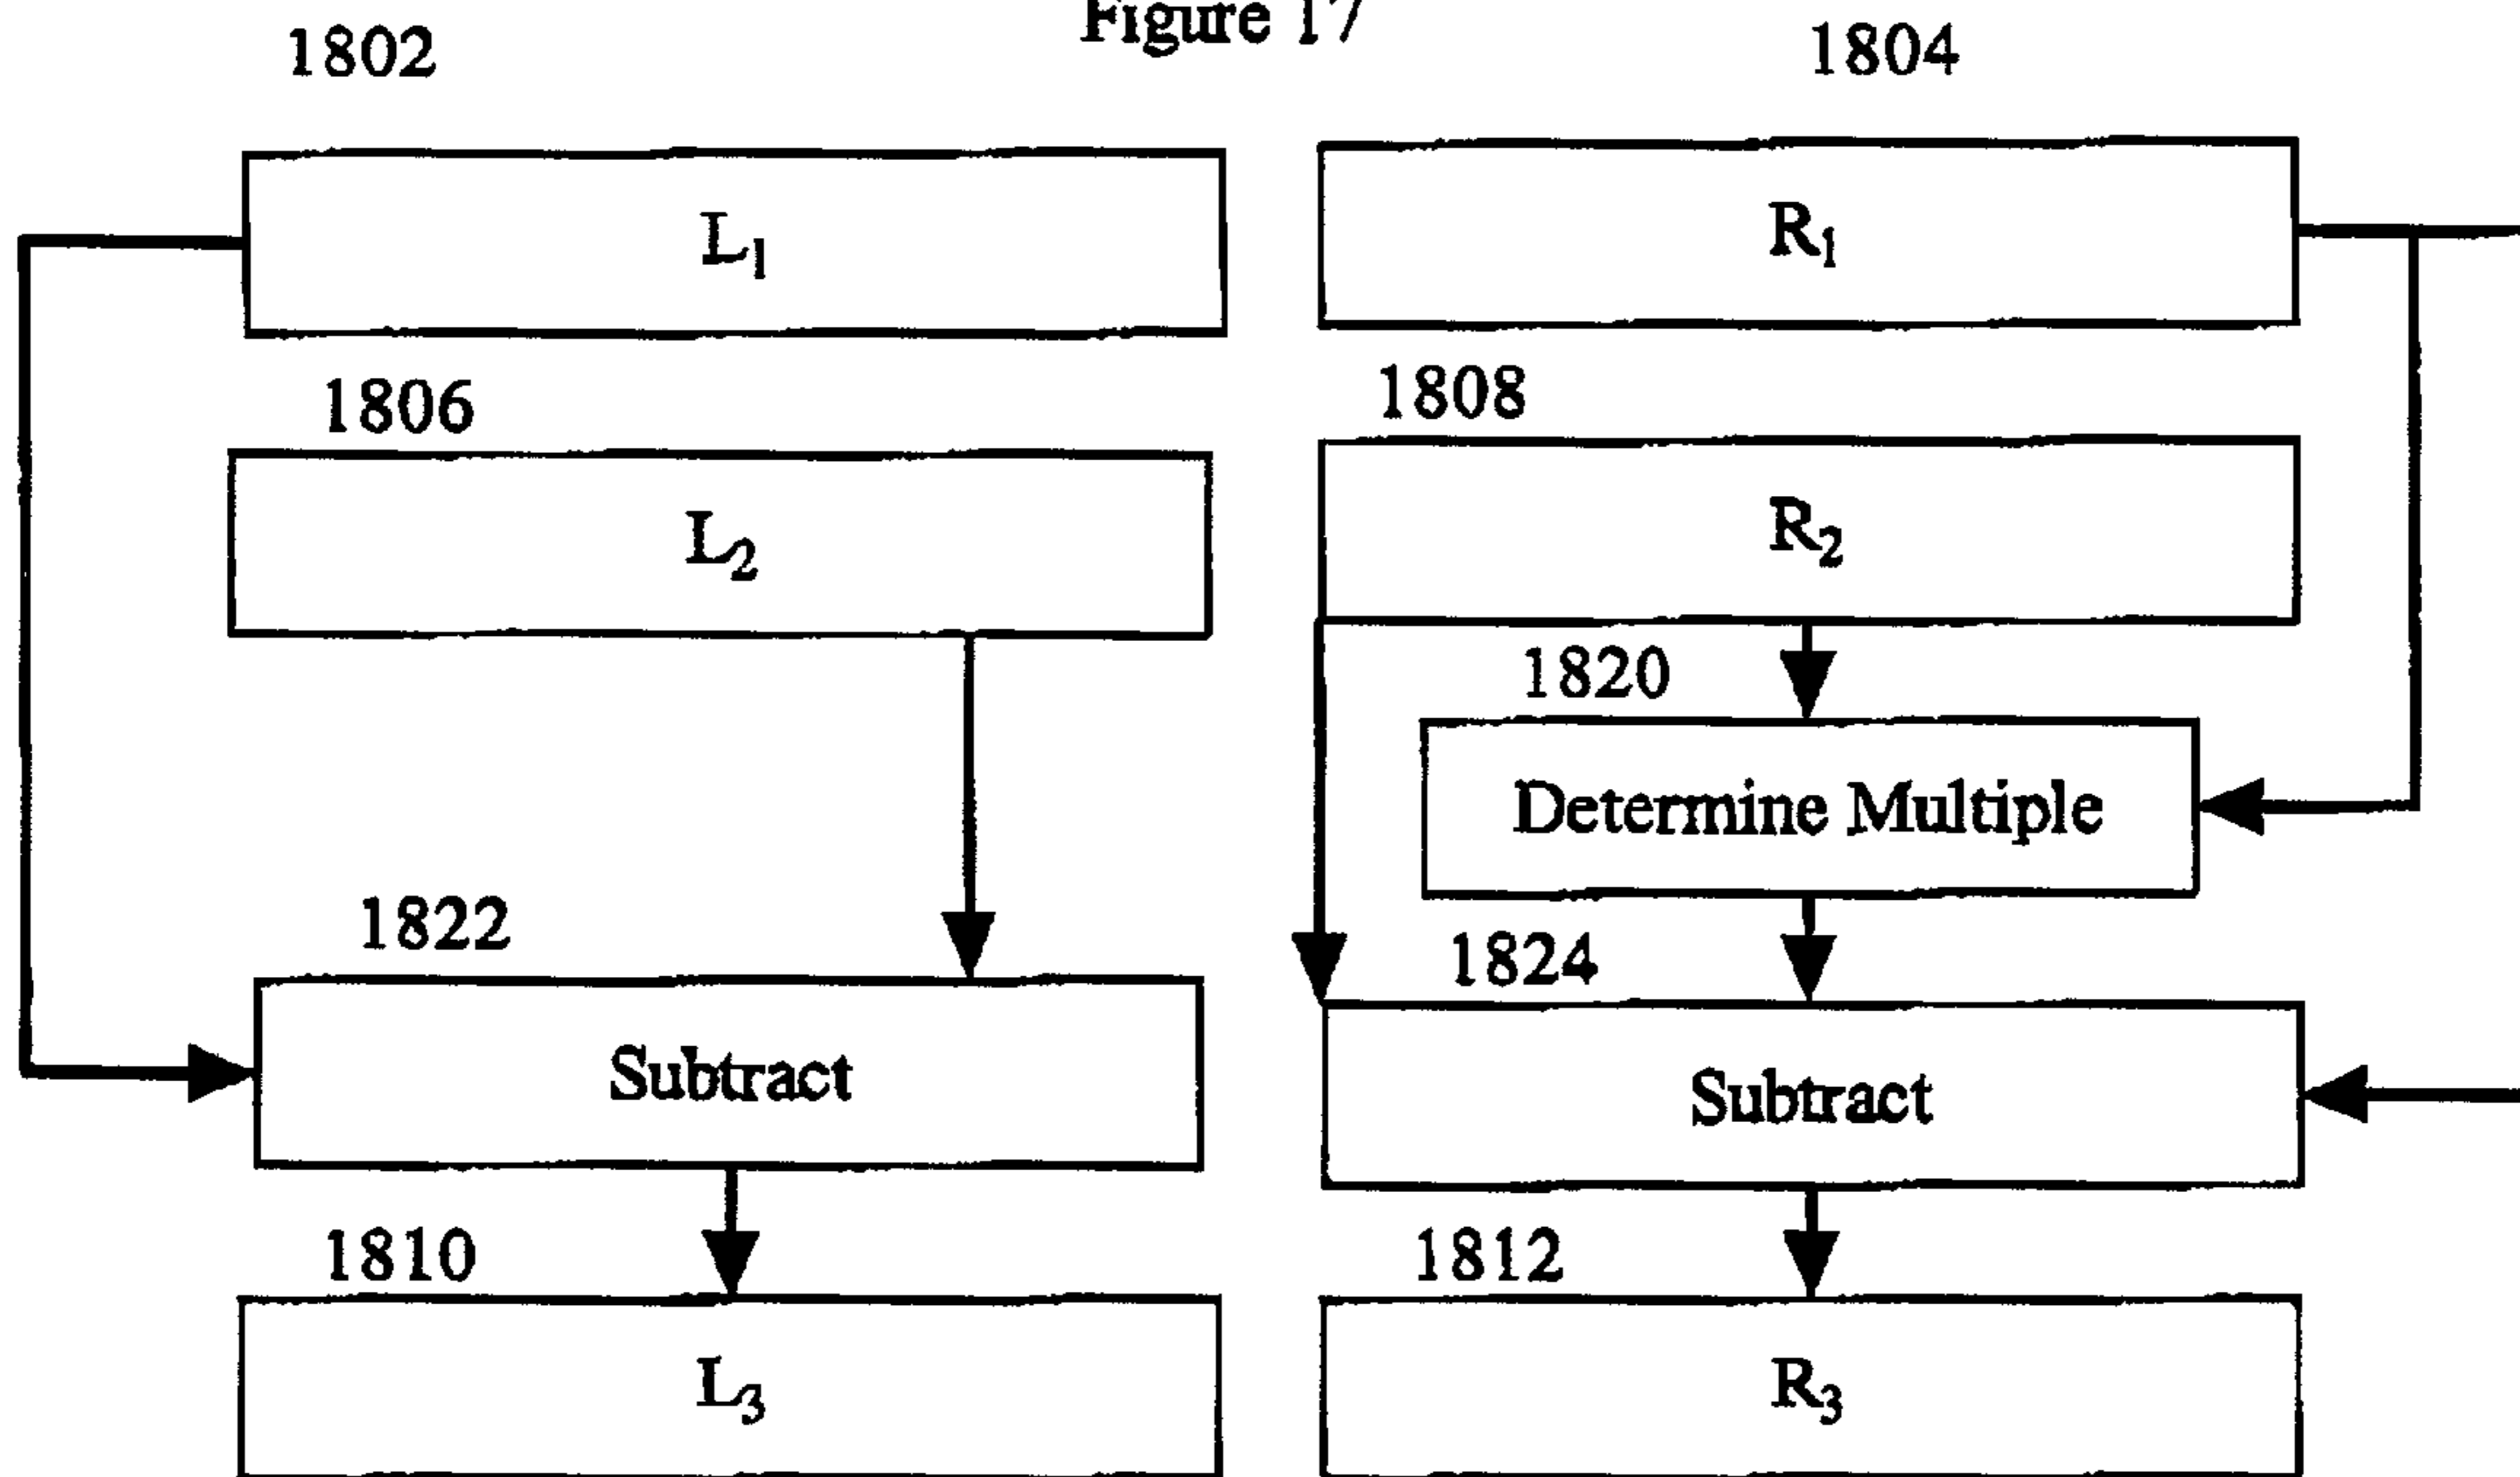 Figure 17
1802
1804
L1
R1
1806
1808
L2
R2
1820
Determine Multiple
1822
1824
Subtract
Subtract
1810
1812
L3
R3